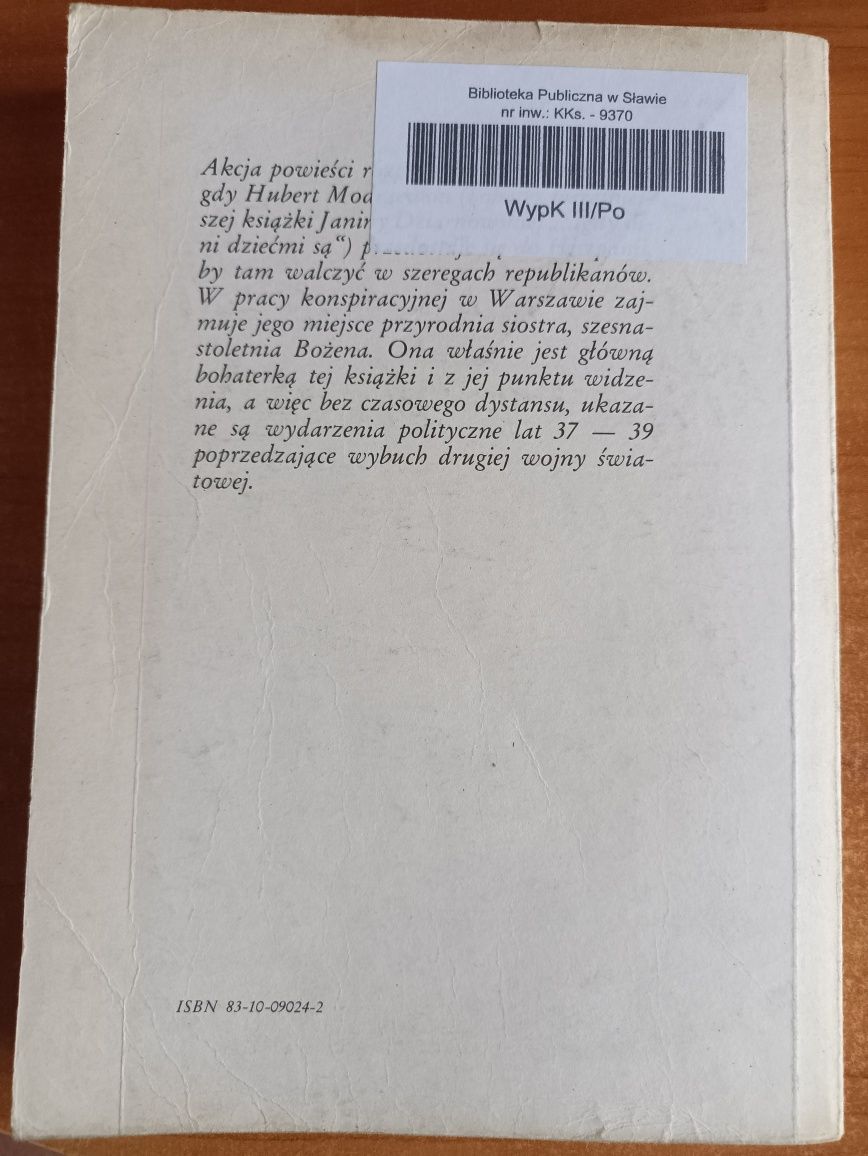 Biblioteka Publiczna w Sławie
nr inw.: KKs. - 9370
WypK III/Po
Akcja powieści r
gdy Hubert Mod
szej książki Janin
ni dziećmi są“)
by tam walczyć w szeregach republikanów.
W pracy konspiracyjnej w Warszawie zaj-
muje jego miejsce przyrodnia siostra, szesna-
stoletnia Bożena. Ona właśnie jest główną
bohaterką tej książki i z jej punktu widze-
nia, a więc bez czasowego dystansu, ukaza-
ne są wydarzenia polityczne lat 37 — 39
poprzedzające wybuch drugiej wojny świa-
towej.
ISBN 83-10-09024-2